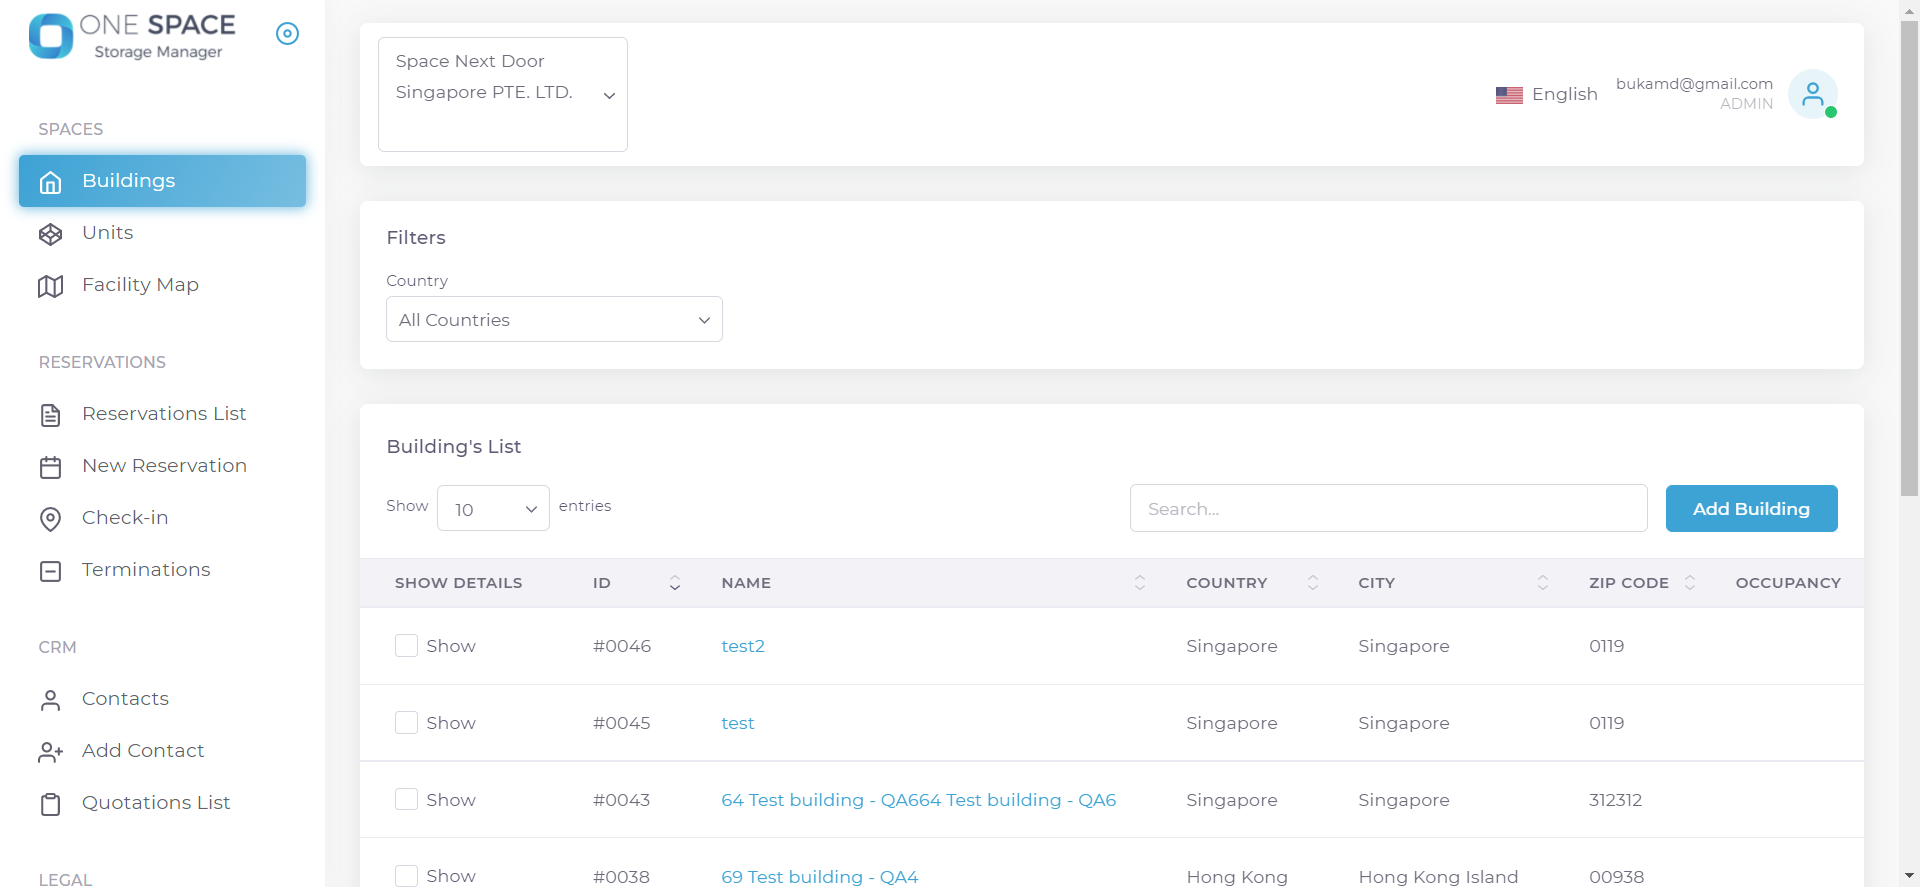 ONE SPACE
Storage Manager
SPACES
Buildings
Units
Facility Map
RESERVATIONS
Reservations List
New Reservation
Check-in
Terminations
CRM
Contacts
Add Contact
Quotations List
LEGAL
Space Next Door
Singapore PTE. LTD.
English
bukamd@gmail.com
ADMIN
Filters
Country
All Countries
Building's List
Show 10 entries
Search...
Add Building
SHOW DETAILS ID NAME COUNTRY CITY ZIP CODE OCCUPANCY
Show #0046 test2 Singapore Singapore 0119
Show #0045 test Singapore Singapore 0119
Show #0043 64 Test building - QA664 Test building - QA6 Singapore Singapore 312312
Show #0038 69 Test building - QA4 Hong Kong Hong Kong Island 00938